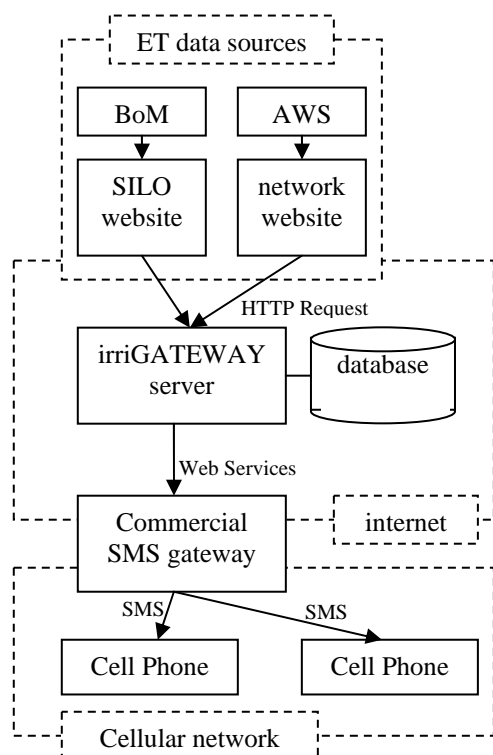 ET data sources
BoM
AWS
SILO
website
network
website
HTTP Request
irriGATEWAY
server
database
Web Services
Commercial
SMS gateway
internet
SMS
SMS
Cell Phone
Cell Phone
Cellular network